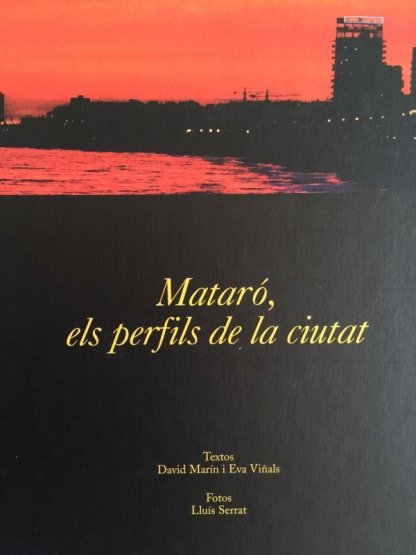 Mataró,
els perfils de la ciutat
Textos
David Marín i Eva Viñals
Fotos
Lluís Serrat